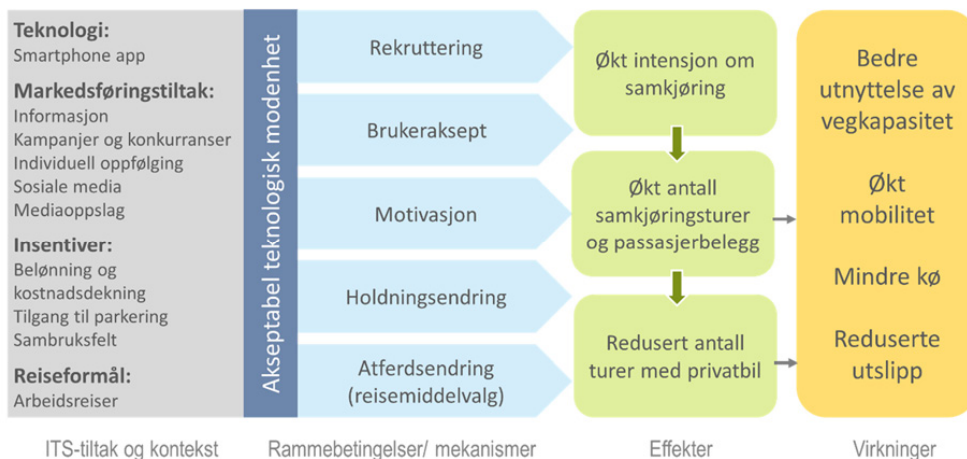 Teknologi:
Smartphone app
Markedsføringstiltak:
Informasjon
Kampanjer og konkurranser
Individuell oppfølging
Sosiale media
Mediaoppslag
Insentiver:
Belønning og
kostnadsdekning
Tilgang til parkering
Sambruksfelt
Reiseformål:
Arbeidsreiser
Akseptabel teknologisk modenhet
Rekruttering
Brukeraksept
Motivasjon
Holdningsendring
Atferdsendring
(reisemiddelvalg)
Økt intensjon om
samkjøring
Økt antall
samkjøringsturer
og passasjerbelegg
Redusert antall
turer med privatbil
Bedre
utnyttelse av
vegkapasitet
Økt
mobilitet
Mindre kø
Reduserte
utslipp
ITS-tiltak og kontekst
Rammebetingelser/ mekanismer
Effekter
Virkninger